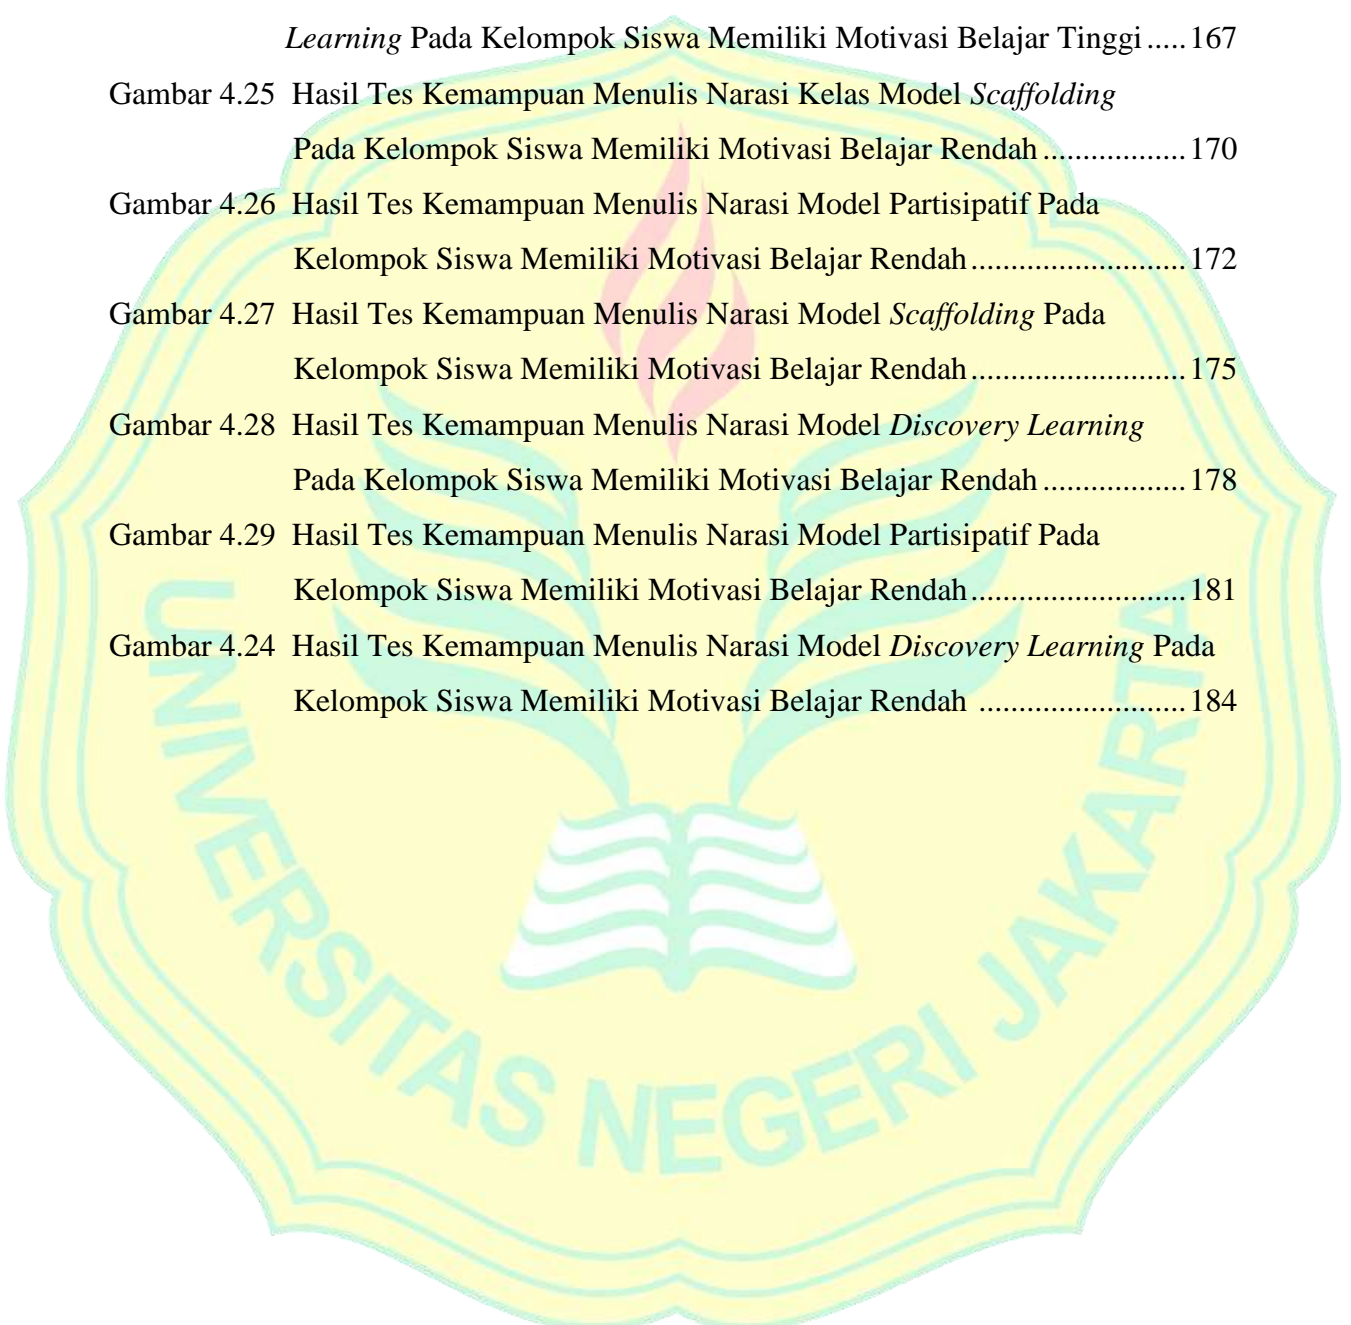 Learning Pada Kelompok Siswa Memiliki Motivasi Belajar Tinggi.....167
Gambar 4.25 Hasil Tes Kemampuan Menulis Narasi Kelas Model Scaffolding
Pada Kelompok Siswa Memiliki Motivasi Belajar Rendah..................170
Gambar 4.26 Hasil Tes Kemampuan Menulis Narasi Model Partisipatif Pada
Kelompok Siswa Memiliki Motivasi Belajar Rendah...........................172
Gambar 4.27 Hasil Tes Kemampuan Menulis Narasi Model Scaffolding Pada
Kelompok Siswa Memiliki Motivasi Belajar Rendah...........................175
Gambar 4.28 Hasil Tes Kemampuan Menulis Narasi Model Discovery Learning
Pada Kelompok Siswa Memiliki Motivasi Belajar Rendah..................178
Gambar 4.29 Hasil Tes Kemampuan Menulis Narasi Model Partisipatif Pada
Kelompok Siswa Memiliki Motivasi Belajar Rendah...........................181
Gambar 4.24 Hasil Tes Kemampuan Menulis Narasi Model Discovery Learning Pada
Kelompok Siswa Memiliki Motivasi Belajar Rendah ..........................184
UNIVERSITAS NEGERI JAKARTA